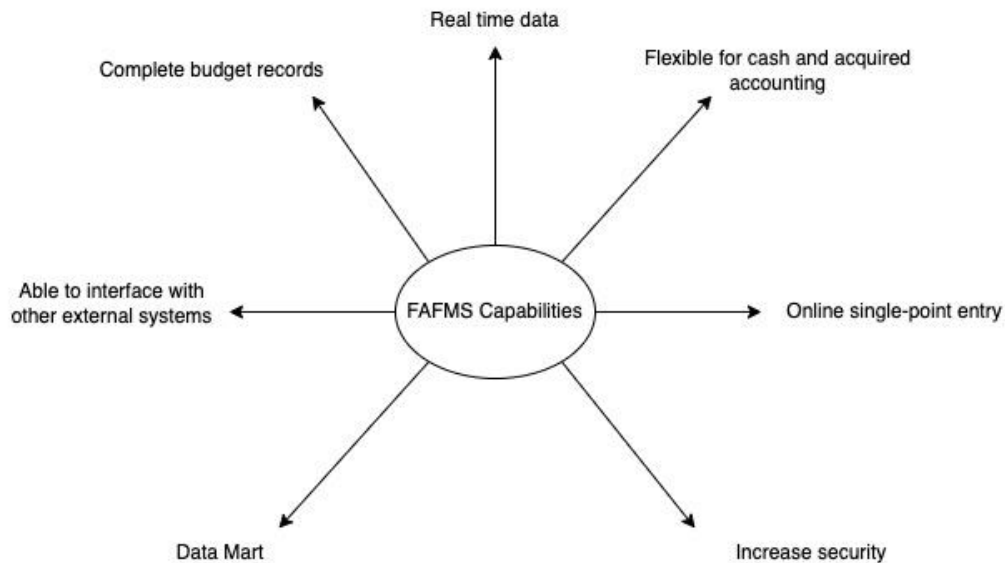 Real time data
Complete budget records
Flexible for cash and acquired
accounting
Able to interface with
other external systems
FAFMS Capabilities
Online single-point entry
Data Mart
Increase security